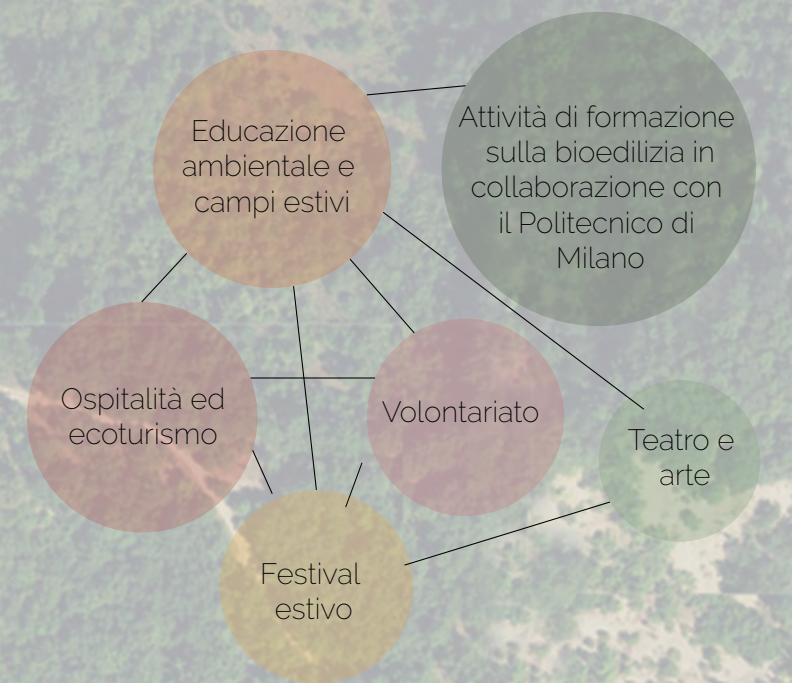 Educazione
ambientale e
campi estivi
Attività di formazione
sulla bioedilizia in
collaborazione con
il Politecnico di
Milano
Ospitalità ed
ecoturismo
Volontariato
Teatro e
arte
Festival
estivo